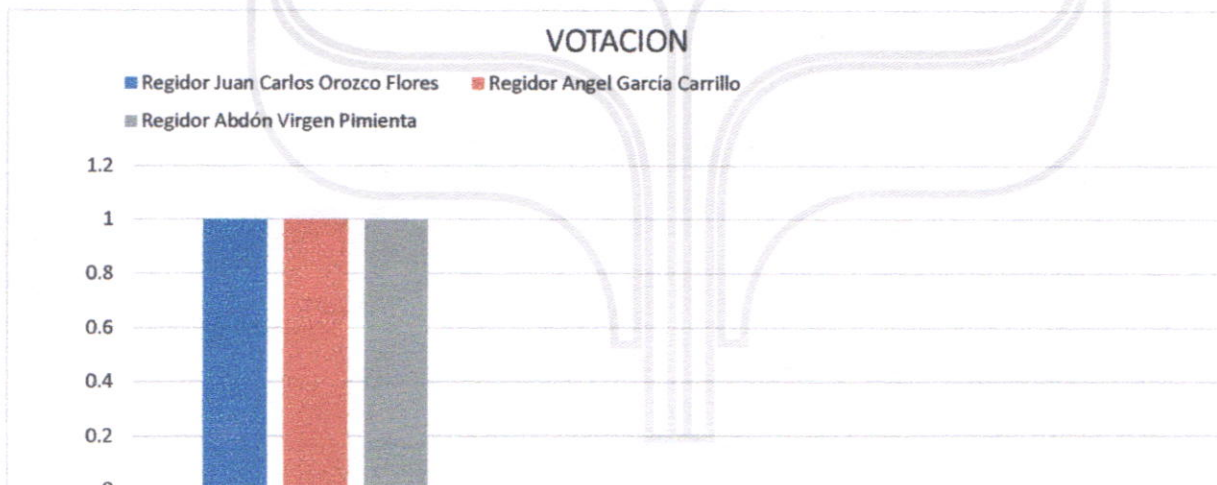 VOTACION
Regidor Juan Carlos Orozco Flores Regidor Angel García Carrillo
Regidor Abdón Virgen Pimienta
1.2
1
0.8
0.6
0.4
0.2